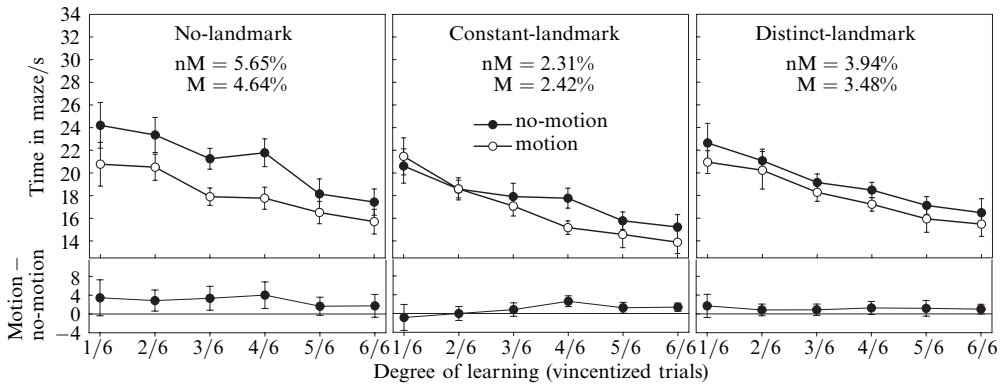 34
32
30
28
26
24
22
20
18
16
14
Time in maze/s
No-landmark
nM = 5.65%
M = 4.64%
Constant-landmark
nM = 2.31%
M = 2.42%
no-motion
motion
Distinct-landmark
nM = 3.94%
M = 3.48%
Motion −
no-motion
8
4
0
−4
1/6 2/6 3/6 4/6 5/6 6/6 1/6 2/6 3/6 4/6 5/6 6/6 1/6 2/6 3/6 4/6 5/6 6/6
Degree of learning (vincentized trials)